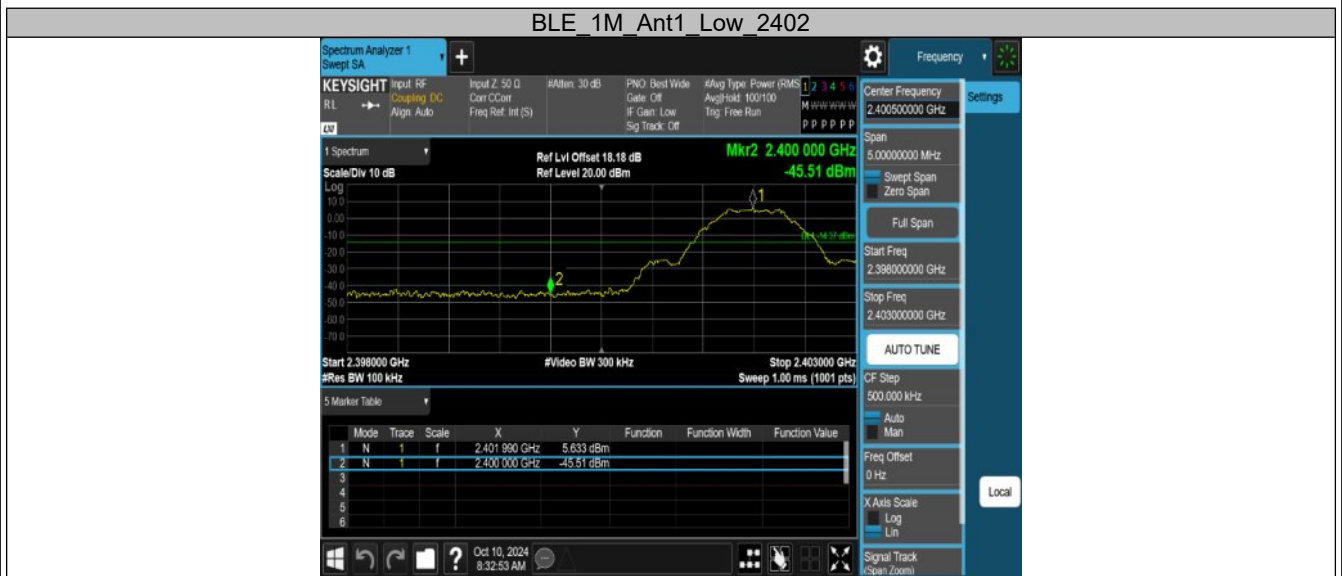 BLE_1M_Ant1_Low_2402
Spectrum Analyzer 1
Swept SA
+
Frequency
KEYSIGHT
RL
LXI
Input: RF
Coupling: DC
Align: Auto
Input Z: 50 Ω
Corr CCorr
Freq Ref: Int (S)
#Atten: 30 dB
PNO: Best Wide
Gate: Off
IF Gain: Low
Sig Track: Off
#Avg Type: Power (RMS
Avg|Hold: 100/100
Trig: Free Run
1 2 3 4 5 6
M W W W W W
P P P P P P
Center Frequency
2.400500000 GHz
Settings
Span
5.00000000 MHz
Swept Span
Zero Span
Full Span
Start Freq
2.398000000 GHz
Stop Freq
2.403000000 GHz
AUTO TUNE
CF Step
500.000 kHz
Auto
Man
Freq Offset
0 Hz
X Axis Scale
Log
Lin
Signal Track
(Span Zoom)
Local
1 Spectrum
Scale/Div 10 dB
Ref Lvl Offset 18.18 dB
Ref Level 20.00 dBm
Mkr2 2.400 000 GHz
-45.51 dBm
Log
10.0
0.00
-10.0
-20.0
-30.0
-40.0
-50.0
-60.0
-70.0
1
2
DL1 -14.37 dBm
Start 2.398000 GHz
#Video BW 300 kHz
Stop 2.403000 GHz
#Res BW 100 kHz
Sweep 1.00 ms (1001 pts)
5 Marker Table
Mode Trace Scale X Y Function Function Width Function Value
1 N 1 f 2.401 990 GHz 5.633 dBm
2 N 1 f 2.400 000 GHz -45.51 dBm
3
4
5
6
?
Oct 10, 2024
8:32:53 AM